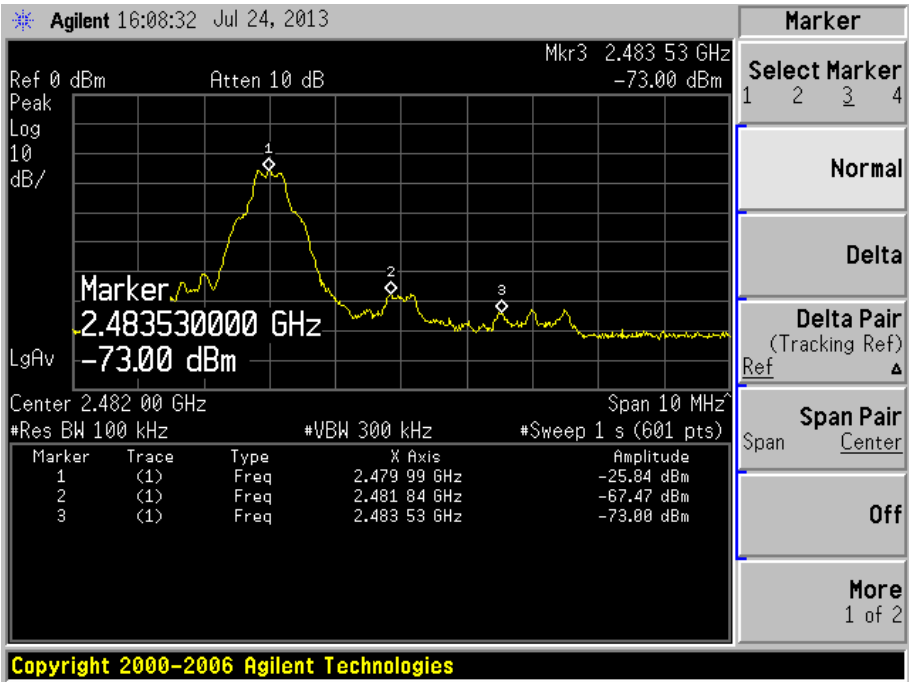 Agilent 16:08:32 Jul 24, 2013
Mkr3 2.483 53 GHz
Ref 0 dBm Atten 10 dB -73.00 dBm
Peak
Log
10
dB/
1
2
3
Marker
2.483530000 GHz
LgAv -73.00 dBm
Center 2.482 00 GHz Span 10 MHz^
#Res BW 100 kHz #VBW 300 kHz #Sweep 1 s (601 pts)
Marker Trace Type X Axis Amplitude
1 (1) Freq 2.479 99 GHz -25.84 dBm
2 (1) Freq 2.481 84 GHz -67.47 dBm
3 (1) Freq 2.483 53 GHz -73.00 dBm
Marker
Select Marker
1 2 3 4
Normal
Delta
Delta Pair
(Tracking Ref)
Ref Δ
Span Pair
Span Center
Off
More
1 of 2
Copyright 2000-2006 Agilent Technologies